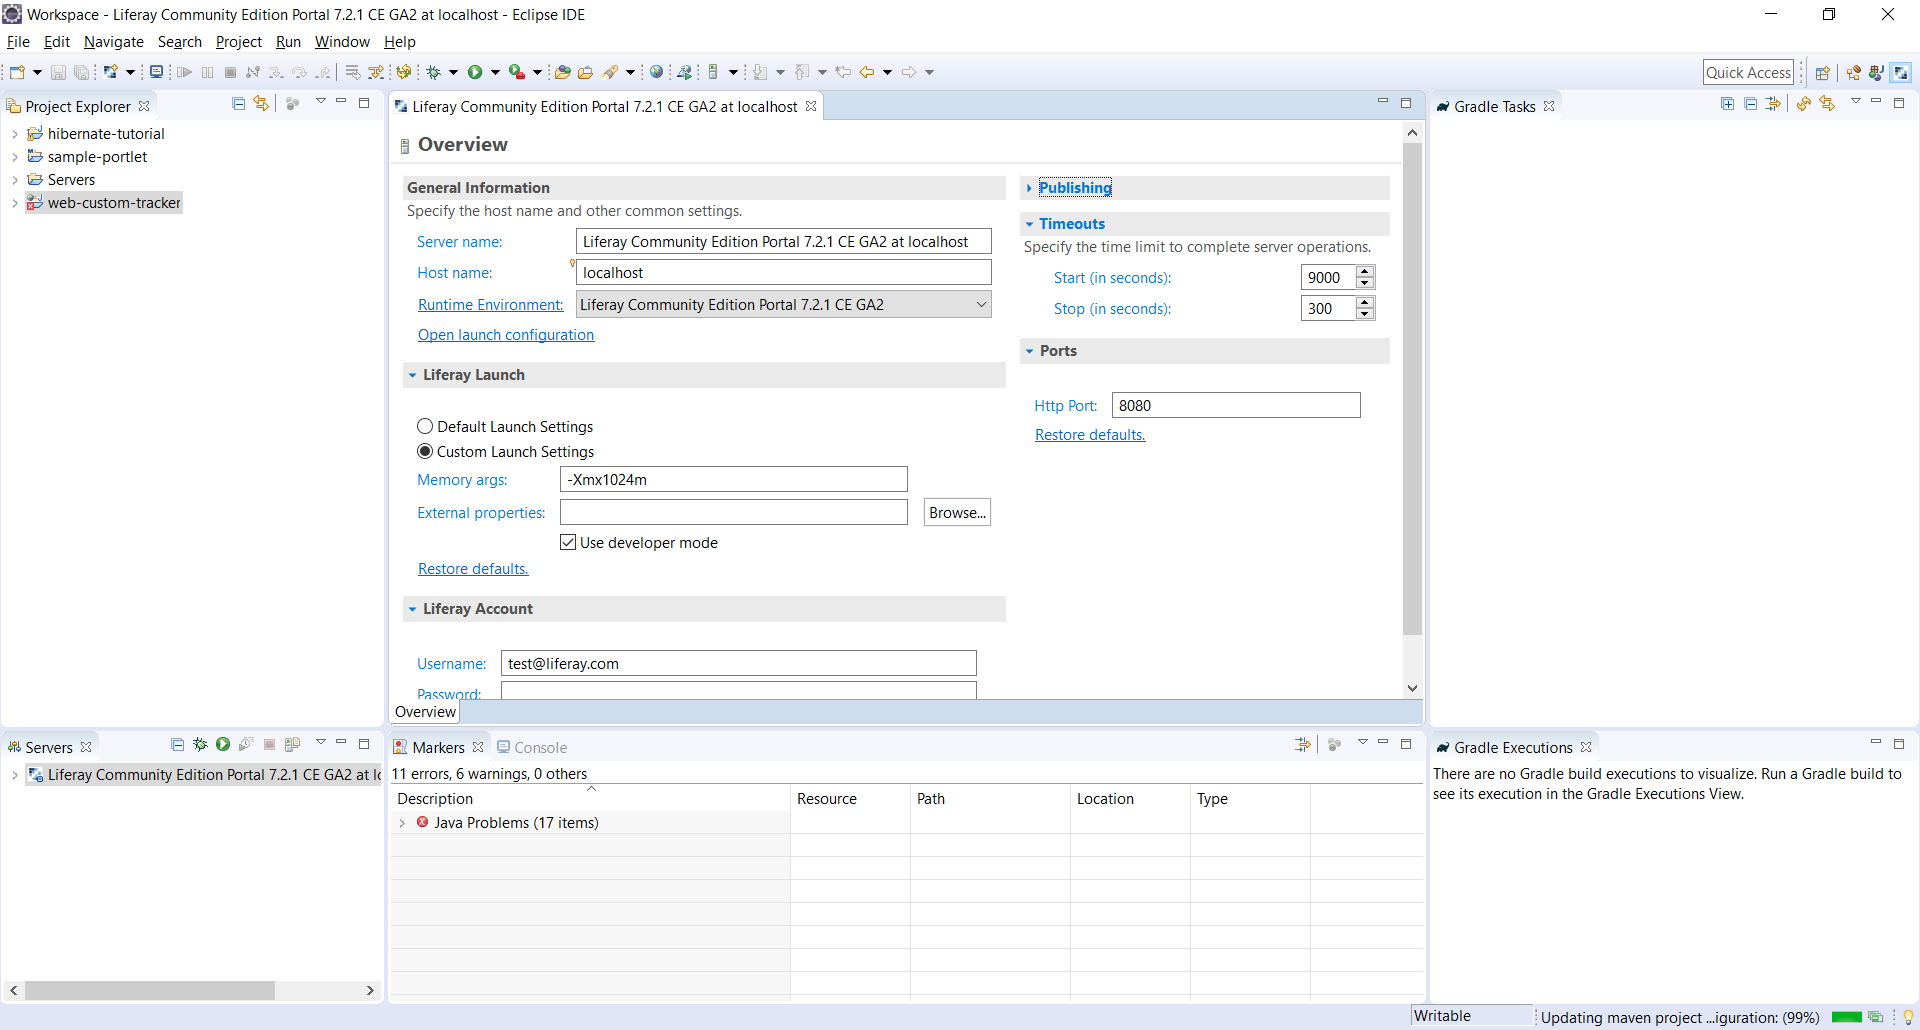 Workspace - Liferay Community Edition Portal 7.2.1 CE GA2 at localhost - Eclipse IDE
File Edit Navigate Search Project Run Window Help
Quick Access
Project Explorer
hibernate-tutorial
sample-portlet
Servers
web-custom-tracker
Liferay Community Edition Portal 7.2.1 CE GA2 at localhost
Overview
General Information
Specify the host name and other common settings.
Server name: Liferay Community Edition Portal 7.2.1 CE GA2 at localhost
Host name: localhost
Runtime Environment: Liferay Community Edition Portal 7.2.1 CE GA2
Open launch configuration
Liferay Launch
Default Launch Settings
Custom Launch Settings
Memory args: -Xmx1024m
External properties: Browse...
Use developer mode
Restore defaults.
Liferay Account
Username: test@liferay.com
Password:
Overview
Publishing
Timeouts
Specify the time limit to complete server operations.
Start (in seconds): 9000
Stop (in seconds): 300
Ports
Http Port: 8080
Restore defaults.
Gradle Tasks
Servers
Liferay Community Edition Portal 7.2.1 CE GA2 at lo
Markers Console
11 errors, 6 warnings, 0 others
Description Resource Path Location Type
Java Problems (17 items)
Gradle Executions
There are no Gradle build executions to visualize. Run a Gradle build to
see its execution in the Gradle Executions View.
Writable
Updating maven project ...iguration: (99%)